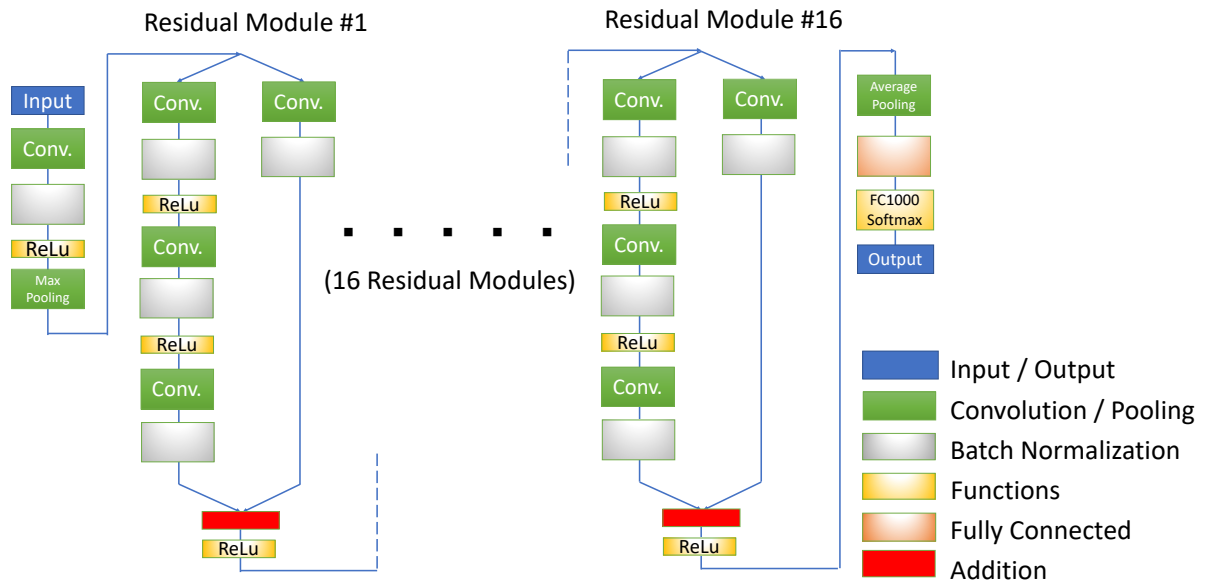 Residual Module #1
Residual Module #16
Input
Conv.
ReLu
Max
Pooling
Conv.
Conv.
ReLu
Conv.
ReLu
Conv.
ReLu
(16 Residual Modules)
Conv.
Conv.
ReLu
Conv.
ReLu
Conv.
ReLu
Average
Pooling
FC1000
Softmax
Output
Input / Output
Convolution / Pooling
Batch Normalization
Functions
Fully Connected
Addition